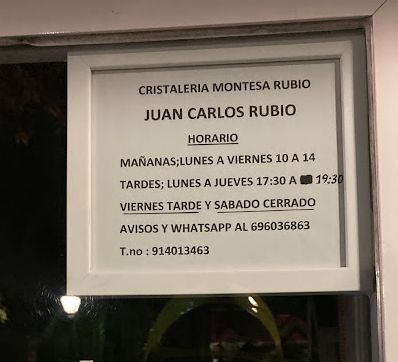 CRISTALERIA MONTESA RUBIO
JUAN CARLOS RUBIO
HORARIO
MAÑANAS;LUNES A VIERNES 10 A 14
TARDES; LUNES A JUEVES 17:30 A 19:30
VIERNES TARDE Y SABADO CERRADO
AVISOS Y WHATSAPP AL 696036863
T.no : 914013463